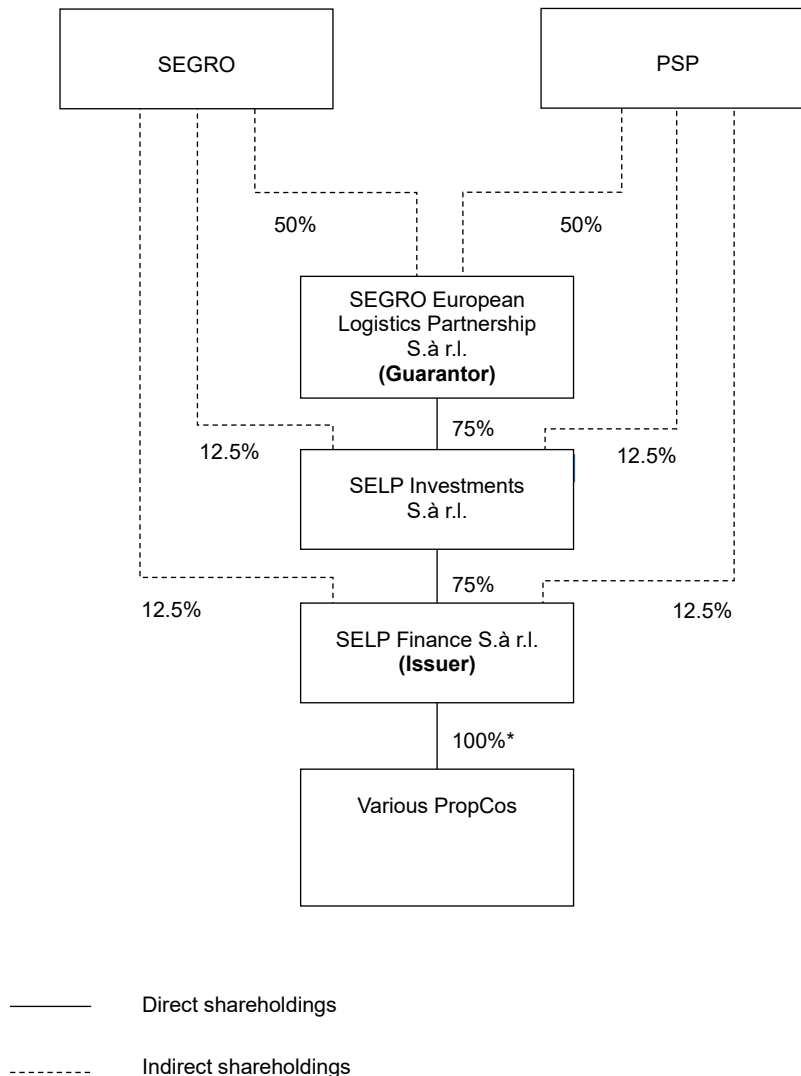 SEGRO
PSP
50%
50%
SEGRO European
Logistics Partnership
S.à r.l.
(Guarantor)
75%
12.5%
12.5%
SELP Investments
S.à r.l.
75%
12.5%
12.5%
SELP Finance S.à r.l.
(Issuer)
100%*
Various PropCos
Direct shareholdings
Indirect shareholdings